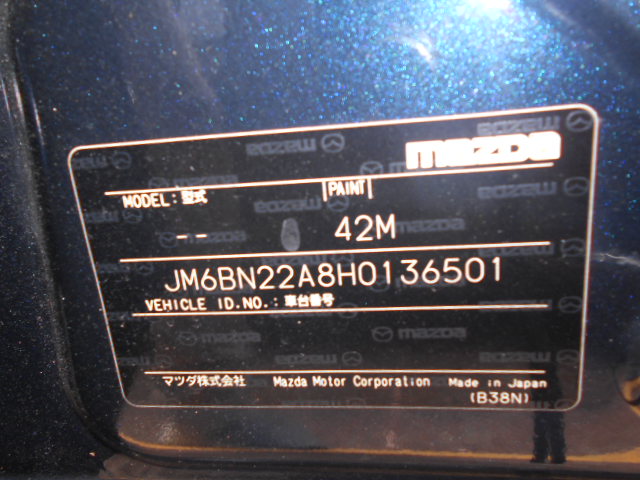 mazda
MODEL:型式 PAINT
-- 42M
JM6BN22A8H0136501
VEHICLE ID.NO.:車台番号
マツダ株式会社 Mazda Motor Corporation Made in Japan
(B38N)